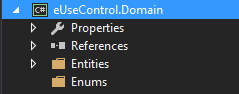 C# eUseControl.Domain
Properties
References
Entities
Enums